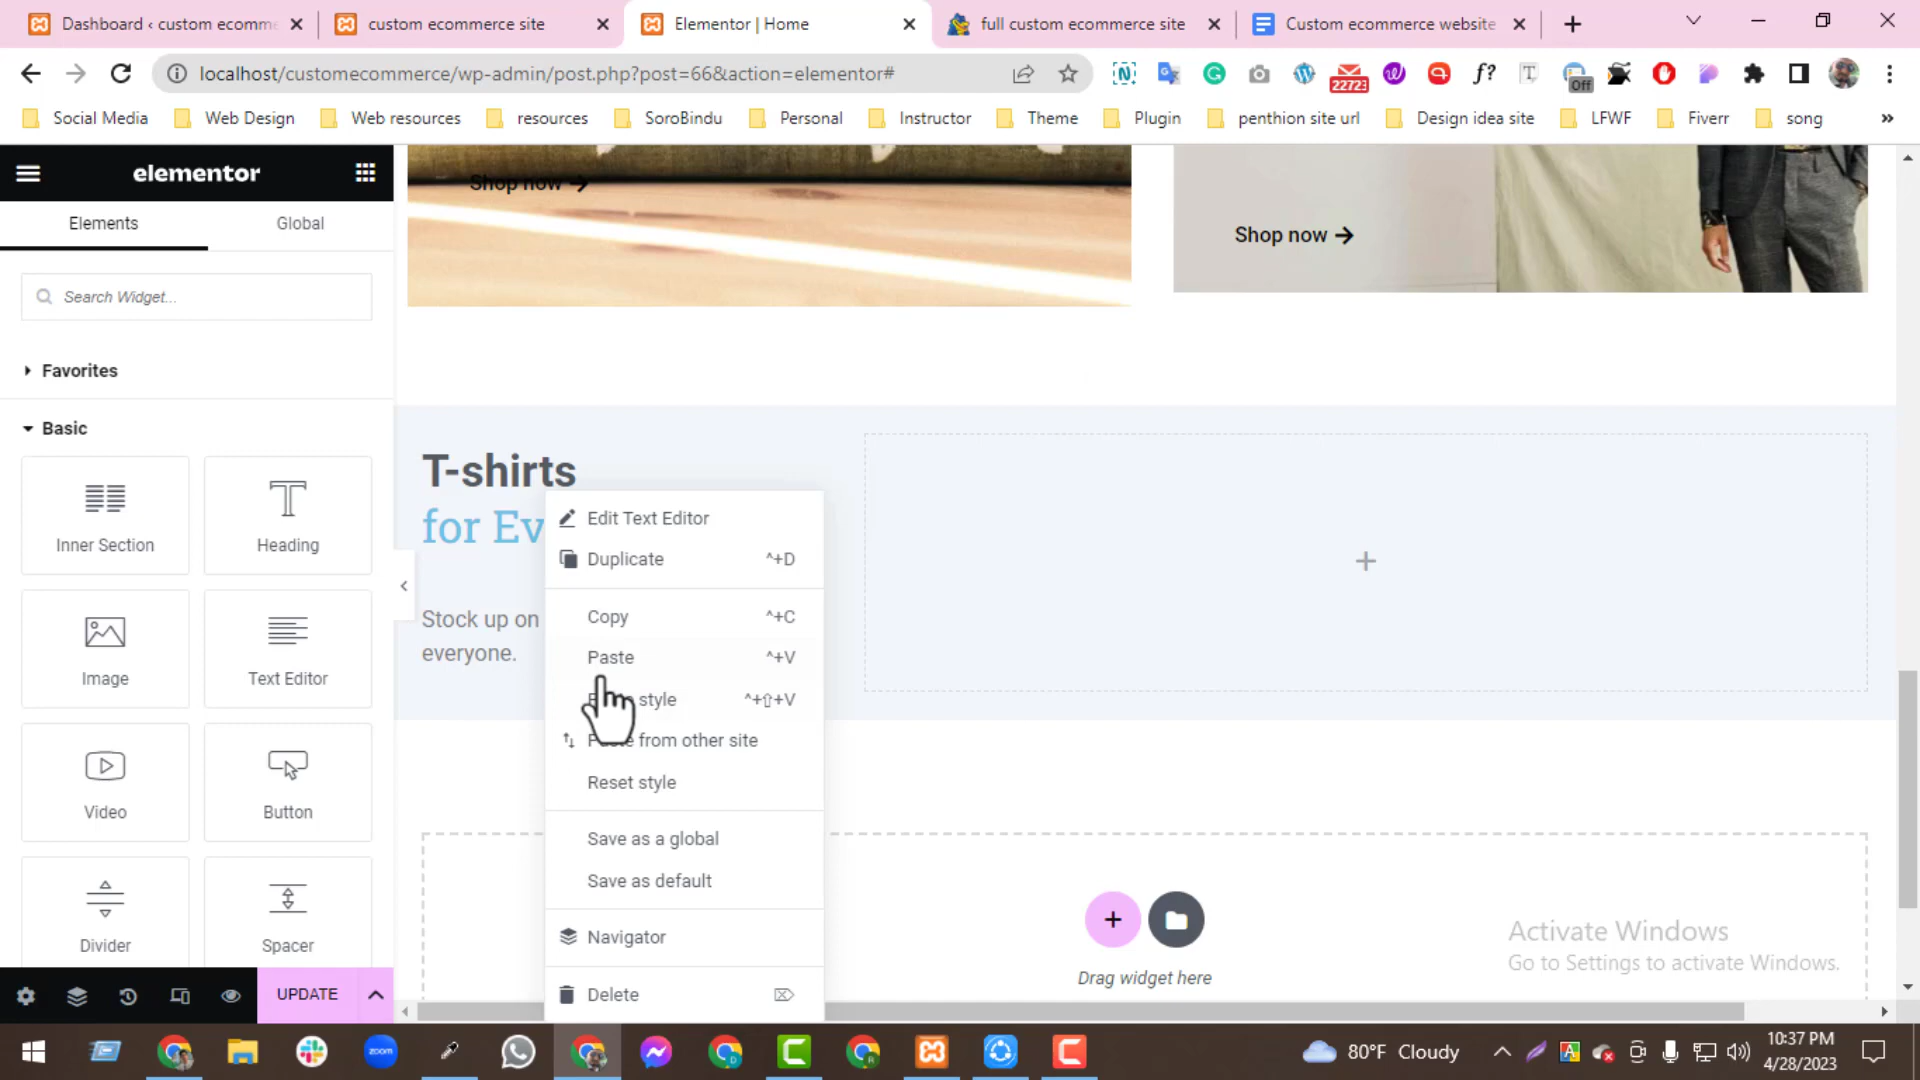 Dashboard ‹ custom ecomme
custom ecommerce site
Elementor | Home
full custom ecommerce site
Custom ecommerce website
localhost/customecommerce/wp-admin/post.php?post=66&action=elementor#
22723
f?
Off
Social Media
Web Design
Web resources
resources
SoroBindu
Personal
Instructor
Theme
Plugin
penthion site url
Design idea site
LFWF
Fiverr
song
»
elementor
Elements
Global
Search Widget...
Favorites
Basic
Inner Section
Heading
Image
Text Editor
Video
Button
Divider
Spacer
UPDATE
Shop now
Shop now
T-shirts
for Ev
Stock up on
everyone.
Edit Text Editor
Duplicate ^+D
Copy ^+C
Paste ^+V
style ^+⇧+V
from other site
Reset style
Save as a global
Save as default
Navigator
Delete
Drag widget here
Activate Windows
Go to Settings to activate Windows.
zoom
80°F Cloudy
10:37 PM
4/28/2023